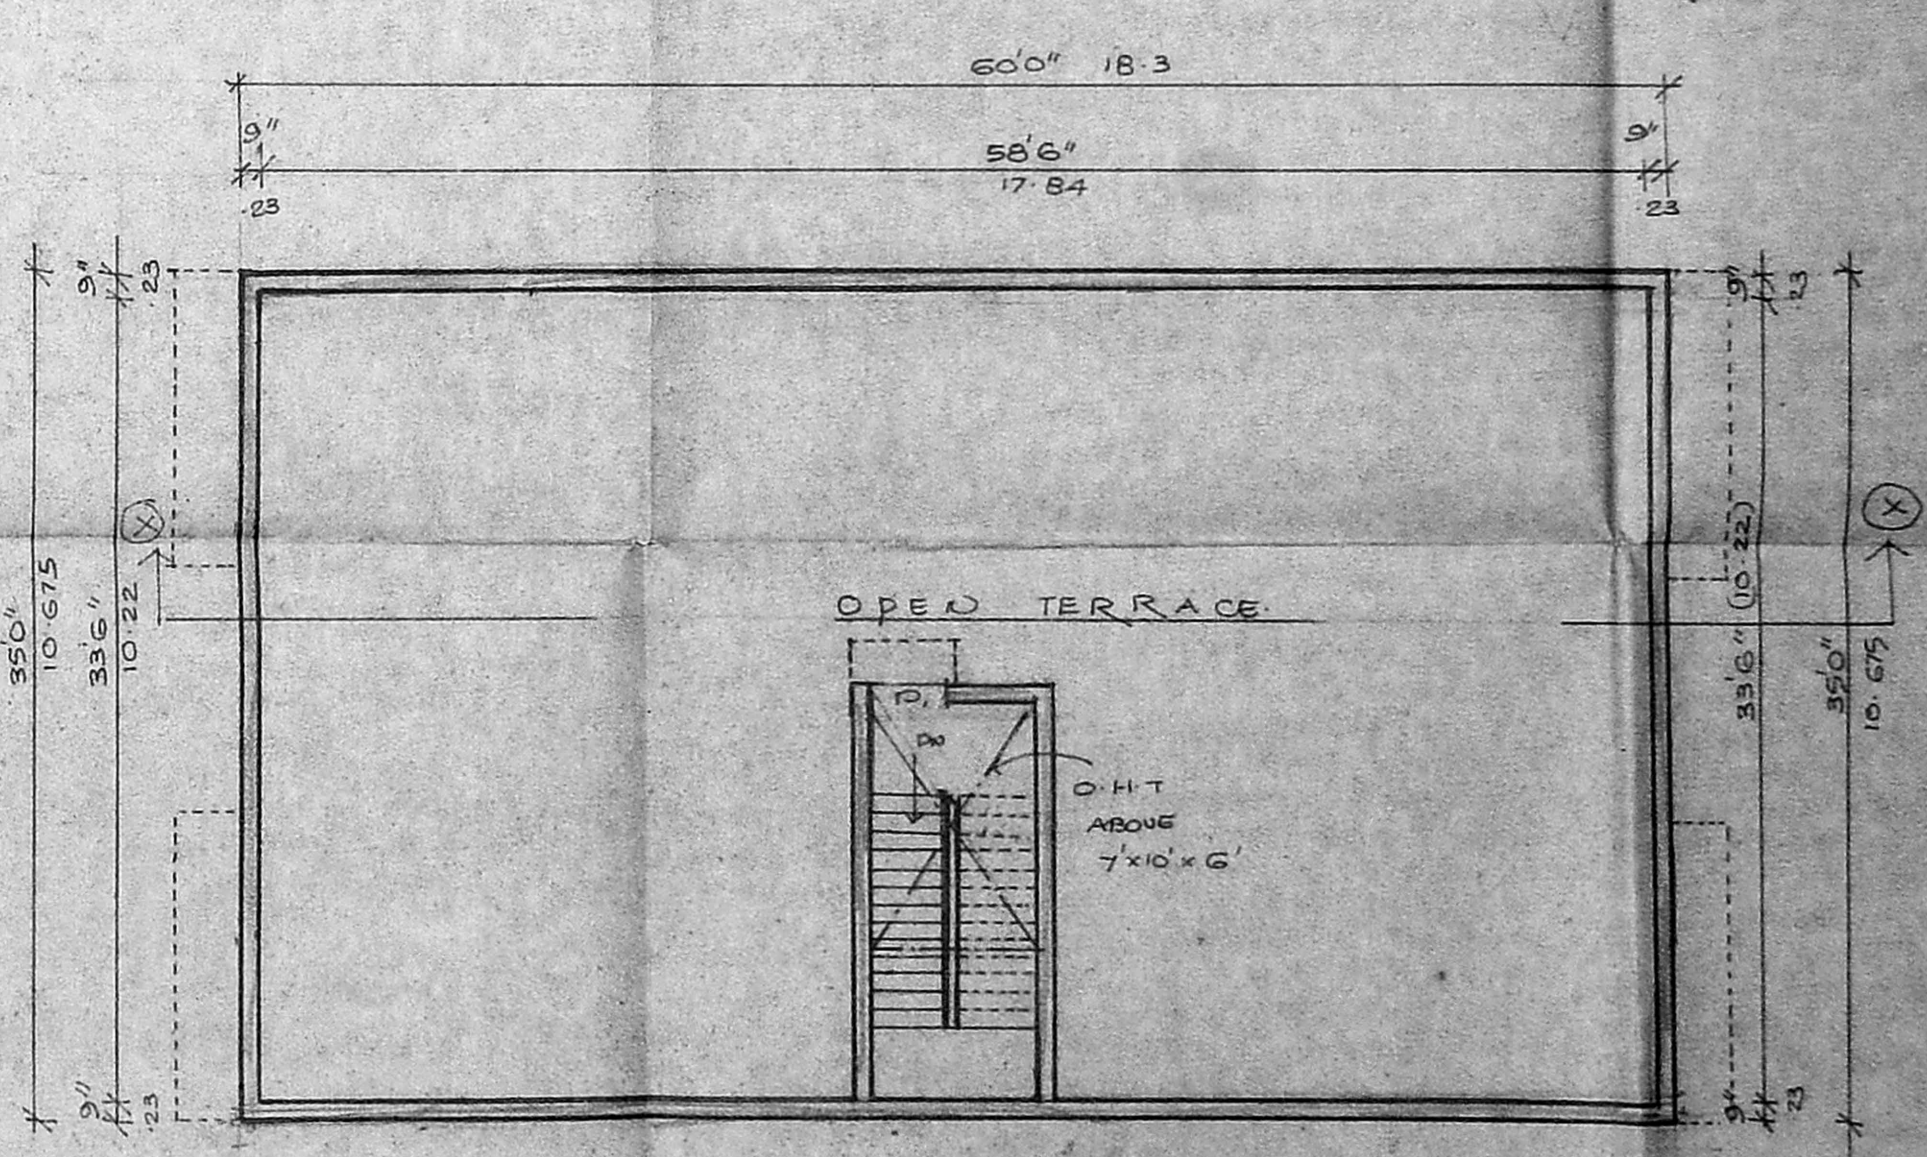 60'0" 18.3
9" 58'6" 9"
.23 17.84 .23
9" .23
9" .23
X
X
35'0"
10.675
33'6"
10.22
33'6" (10.22)
35'0"
10.675
OPEN TERRACE.
DN
O.H.T
ABOVE
7'x10'x6'
9" .23
9" .23